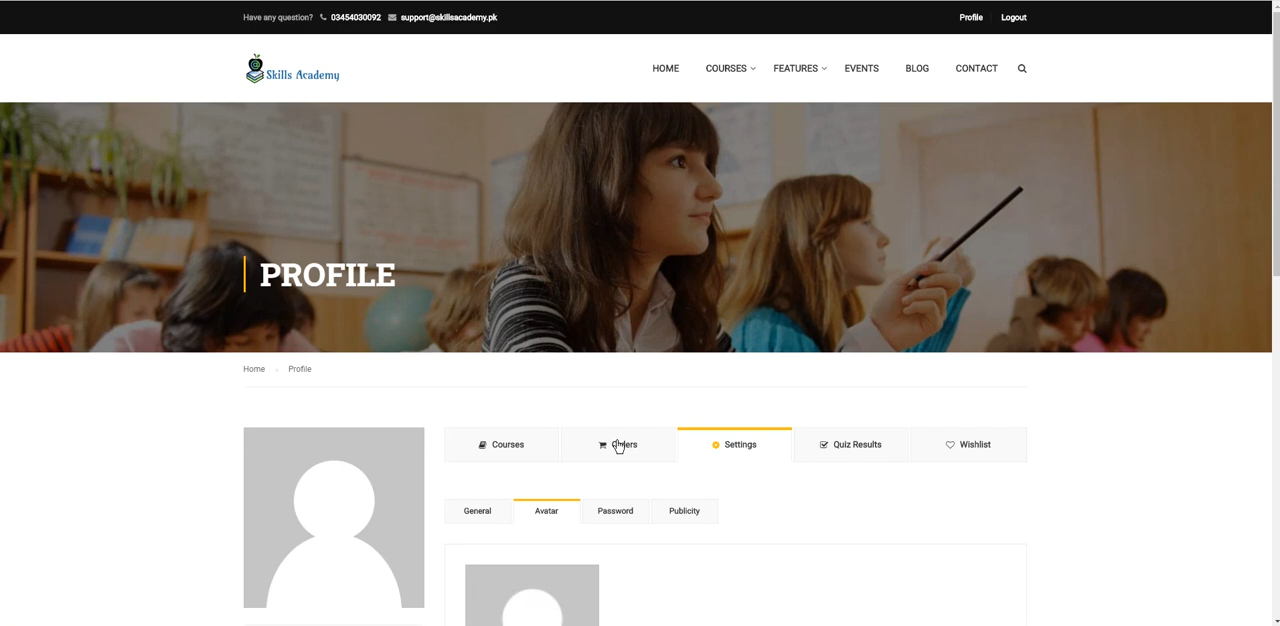 Have any question? 03454030092 support@skillsacademy.pk Profile Logout
Skills Academy HOME COURSES FEATURES EVENTS BLOG CONTACT
PROFILE
Home Profile
Courses Orders Settings Quiz Results Wishlist
General Avatar Password Publicity